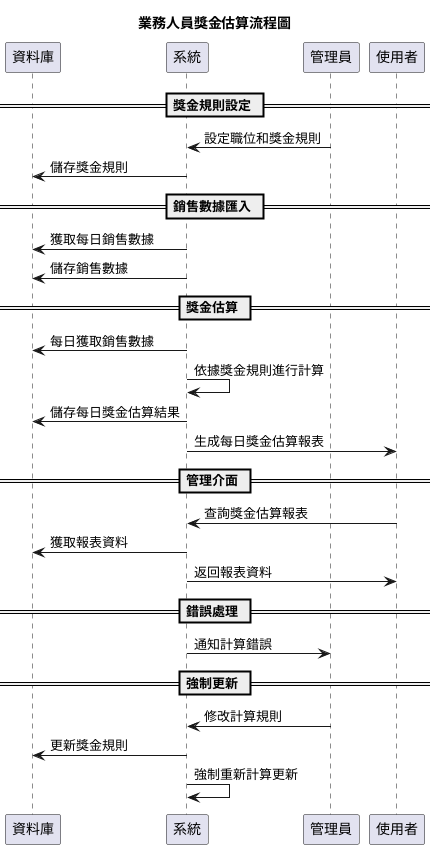 業務人員獎金估算流程圖
資料庫 系統 管理員 使用者
獎金規則設定
設定職位和獎金規則
儲存獎金規則
銷售數據匯入
獲取每日銷售數據
儲存銷售數據
獎金估算
每日獲取銷售數據
依據獎金規則進行計算
儲存每日獎金估算結果
生成每日獎金估算報表
管理介面
查詢獎金估算報表
獲取報表資料
返回報表資料
錯誤處理
通知計算錯誤
強制更新
修改計算規則
更新獎金規則
強制重新計算更新
資料庫 系統 管理員 使用者